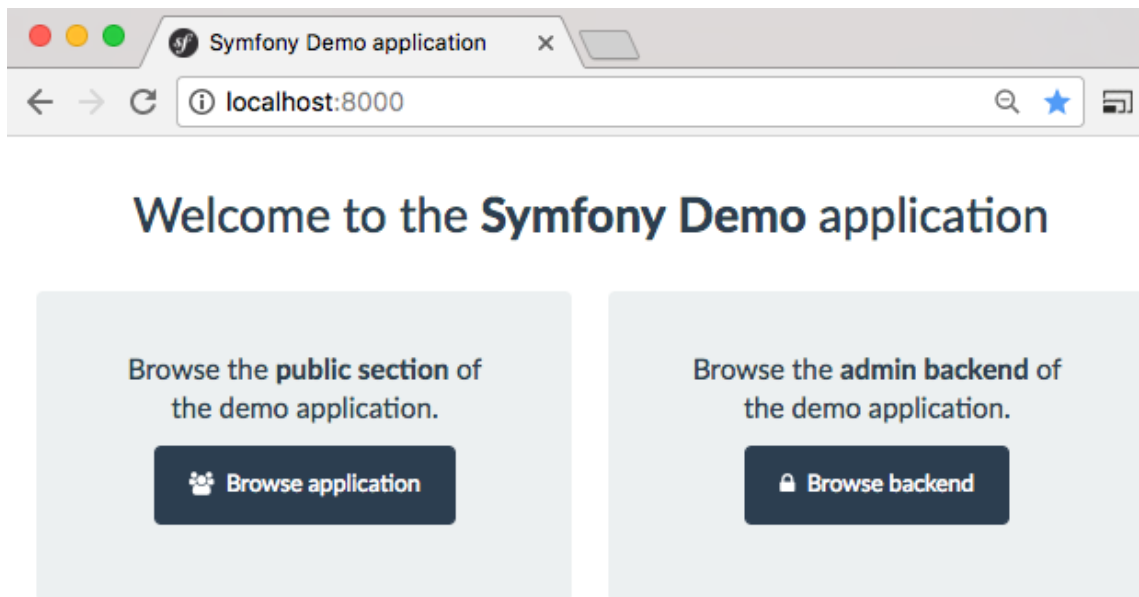 Symfony Demo application
localhost:8000
Welcome to the Symfony Demo application
Browse the public section of
the demo application.
Browse application
Browse the admin backend of
the demo application.
Browse backend